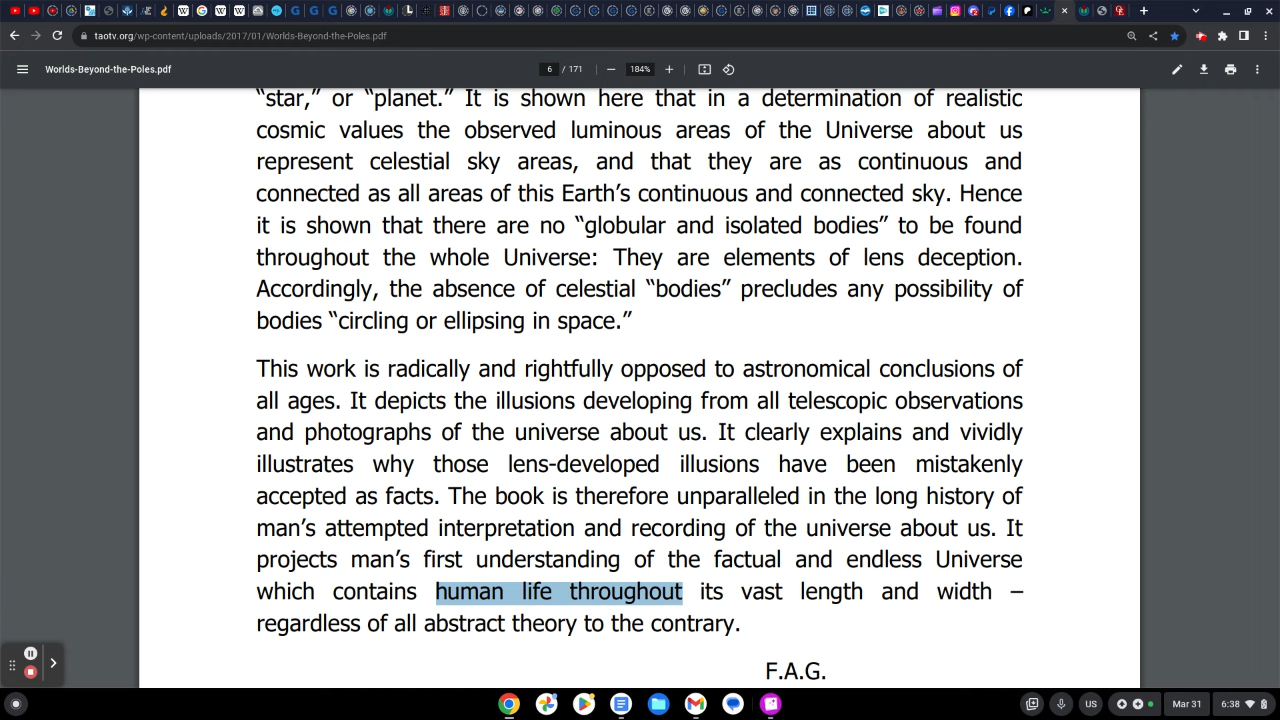 taotv.org/wp-content/uploads/2017/01/Worlds-Beyond-the-Poles.pdf
Worlds-Beyond-the-Poles.pdf
6 / 171
184%
“star,” or “planet.” It is shown here that in a determination of realistic
cosmic values the observed luminous areas of the Universe about us
represent celestial sky areas, and that they are as continuous and
connected as all areas of this Earth’s continuous and connected sky. Hence
it is shown that there are no “globular and isolated bodies” to be found
throughout the whole Universe: They are elements of lens deception.
Accordingly, the absence of celestial “bodies” precludes any possibility of
bodies “circling or ellipsing in space.”
This work is radically and rightfully opposed to astronomical conclusions of
all ages. It depicts the illusions developing from all telescopic observations
and photographs of the universe about us. It clearly explains and vividly
illustrates why those lens-developed illusions have been mistakenly
accepted as facts. The book is therefore unparalleled in the long history of
man’s attempted interpretation and recording of the universe about us. It
projects man’s first understanding of the factual and endless Universe
which contains human life throughout its vast length and width –
regardless of all abstract theory to the contrary.
F.A.G.
US
Mar 31
6:38